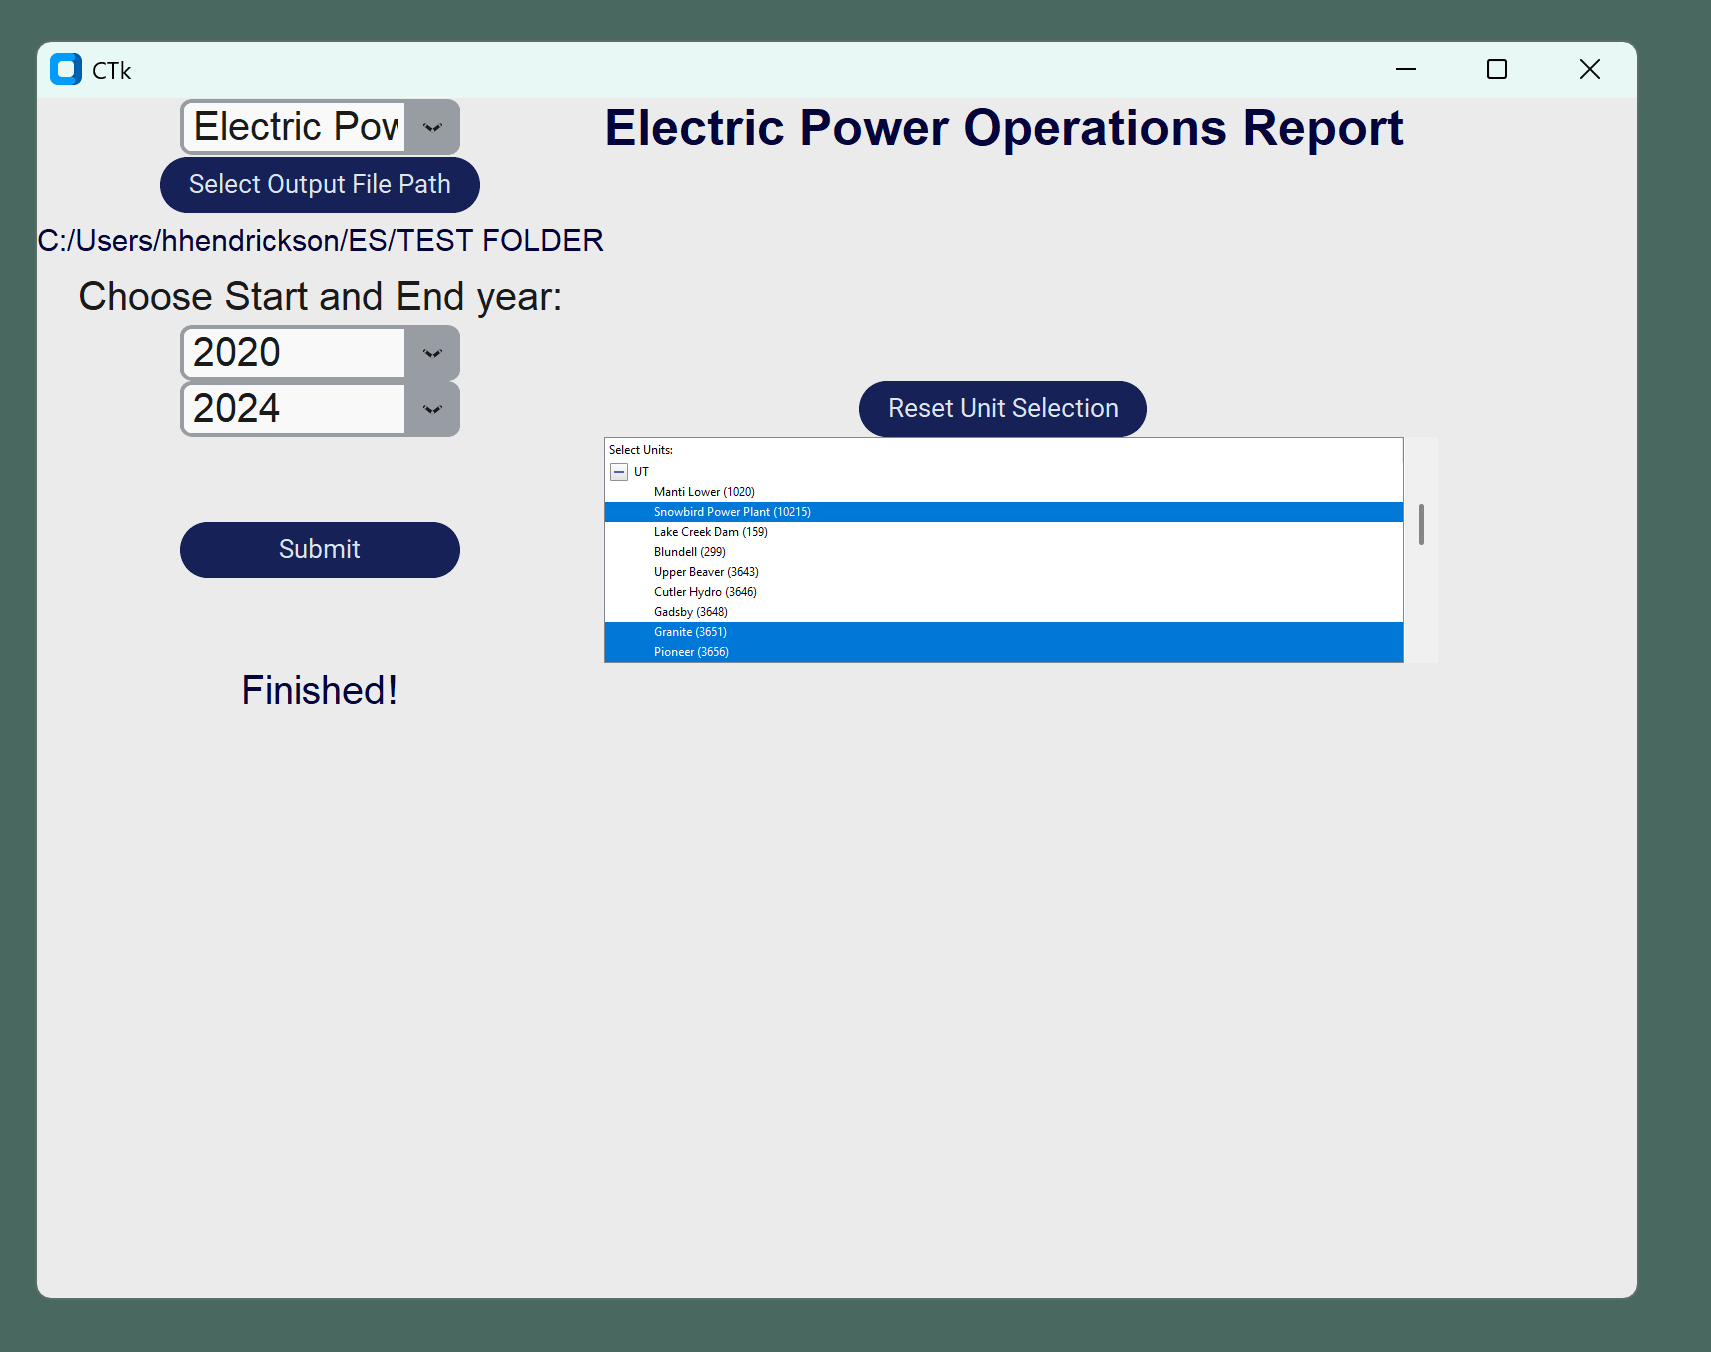 CTk
Electric Pow
Electric Power Operations Report
Select Output File Path
C:/Users/hhendrickson/ES/TEST FOLDER
Choose Start and End year:
2020
2024
Reset Unit Selection
Select Units:
UT
Manti Lower (1020)
Snowbird Power Plant (10215)
Lake Creek Dam (159)
Blundell (299)
Upper Beaver (3643)
Cutler Hydro (3646)
Gadsby (3648)
Granite (3651)
Pioneer (3656)
Submit
Finished!